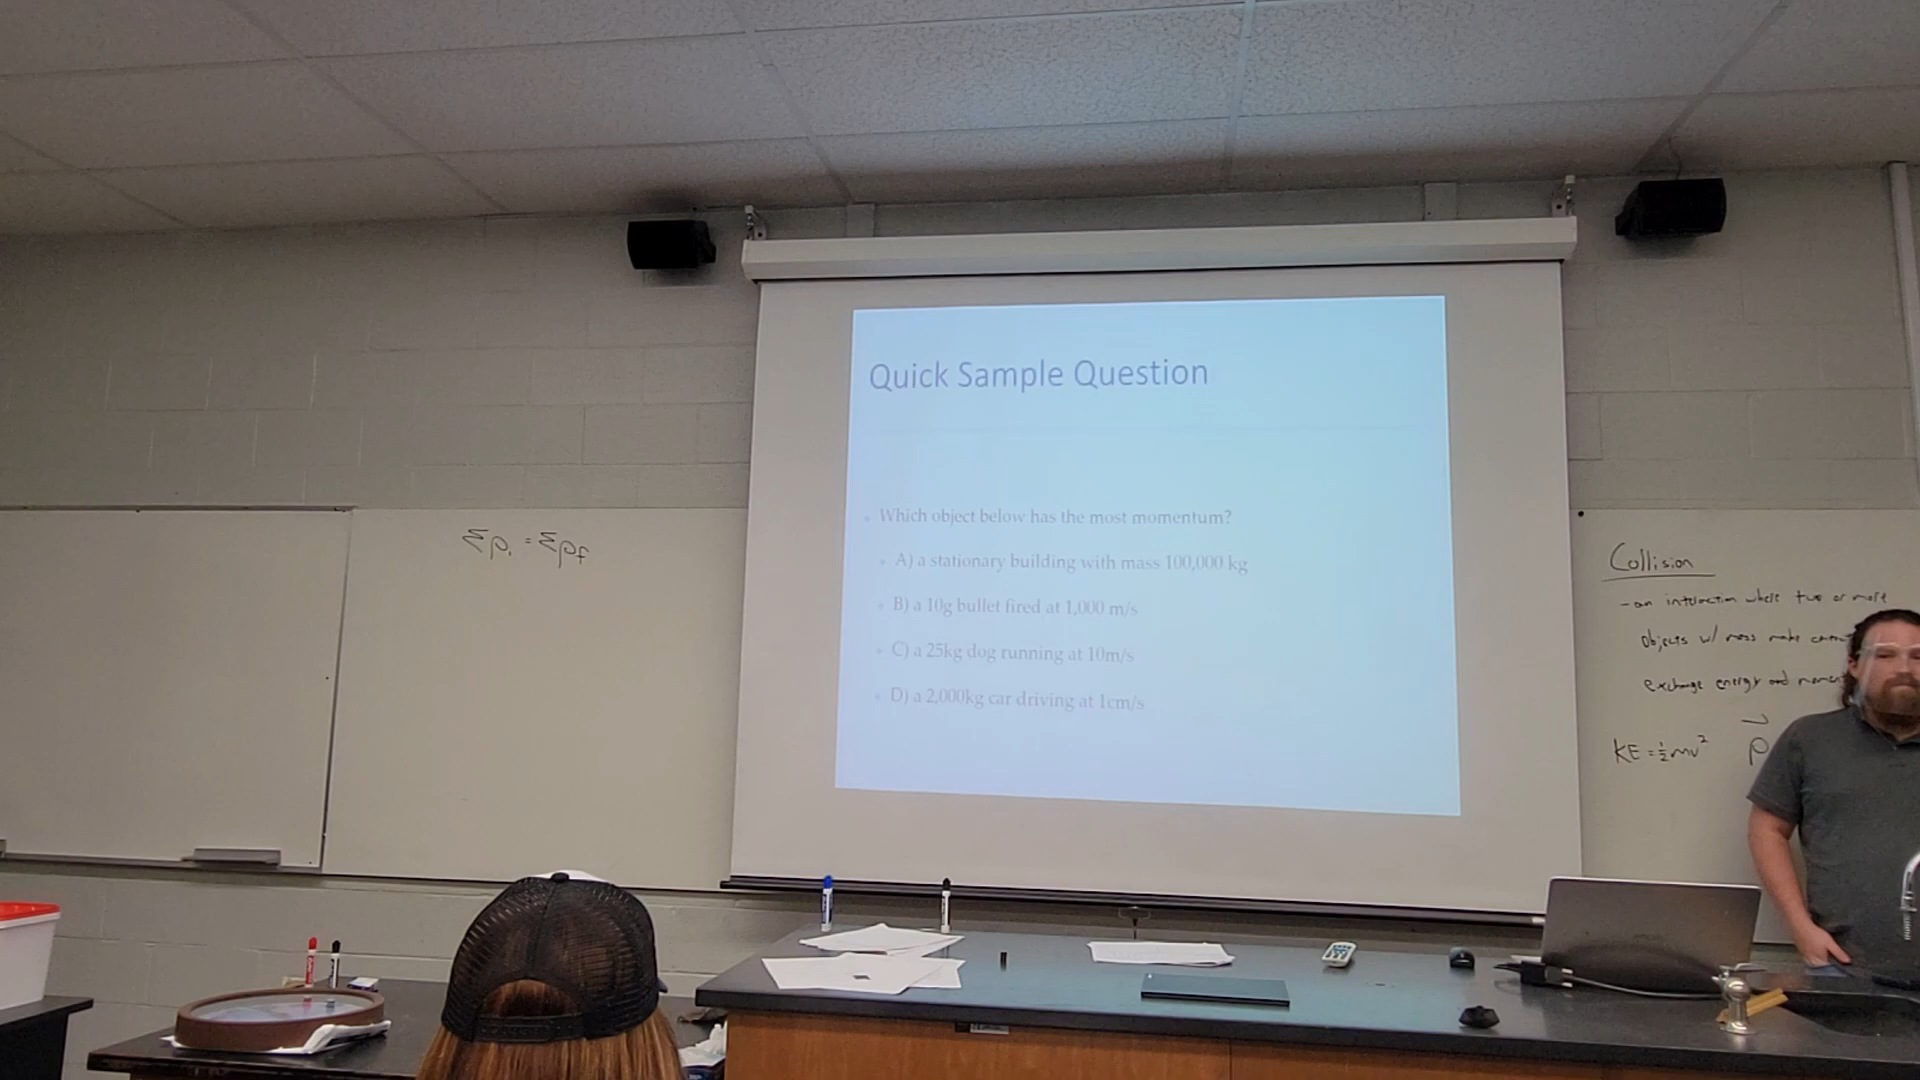 Quick Sample Question
Which object below has the most momentum?
A) a stationary building with mass 100,000 kg
B) a 10g bullet fired at 1,000 m/s
C) a 25kg dog running at 10m/s
D) a 2,000kg car driving at 1cm/s
Σpᵢ = Σp_f
Collision
- an interaction where two or more
objects w/ mass make
exchange energy and
KE = ½mv² p⃗